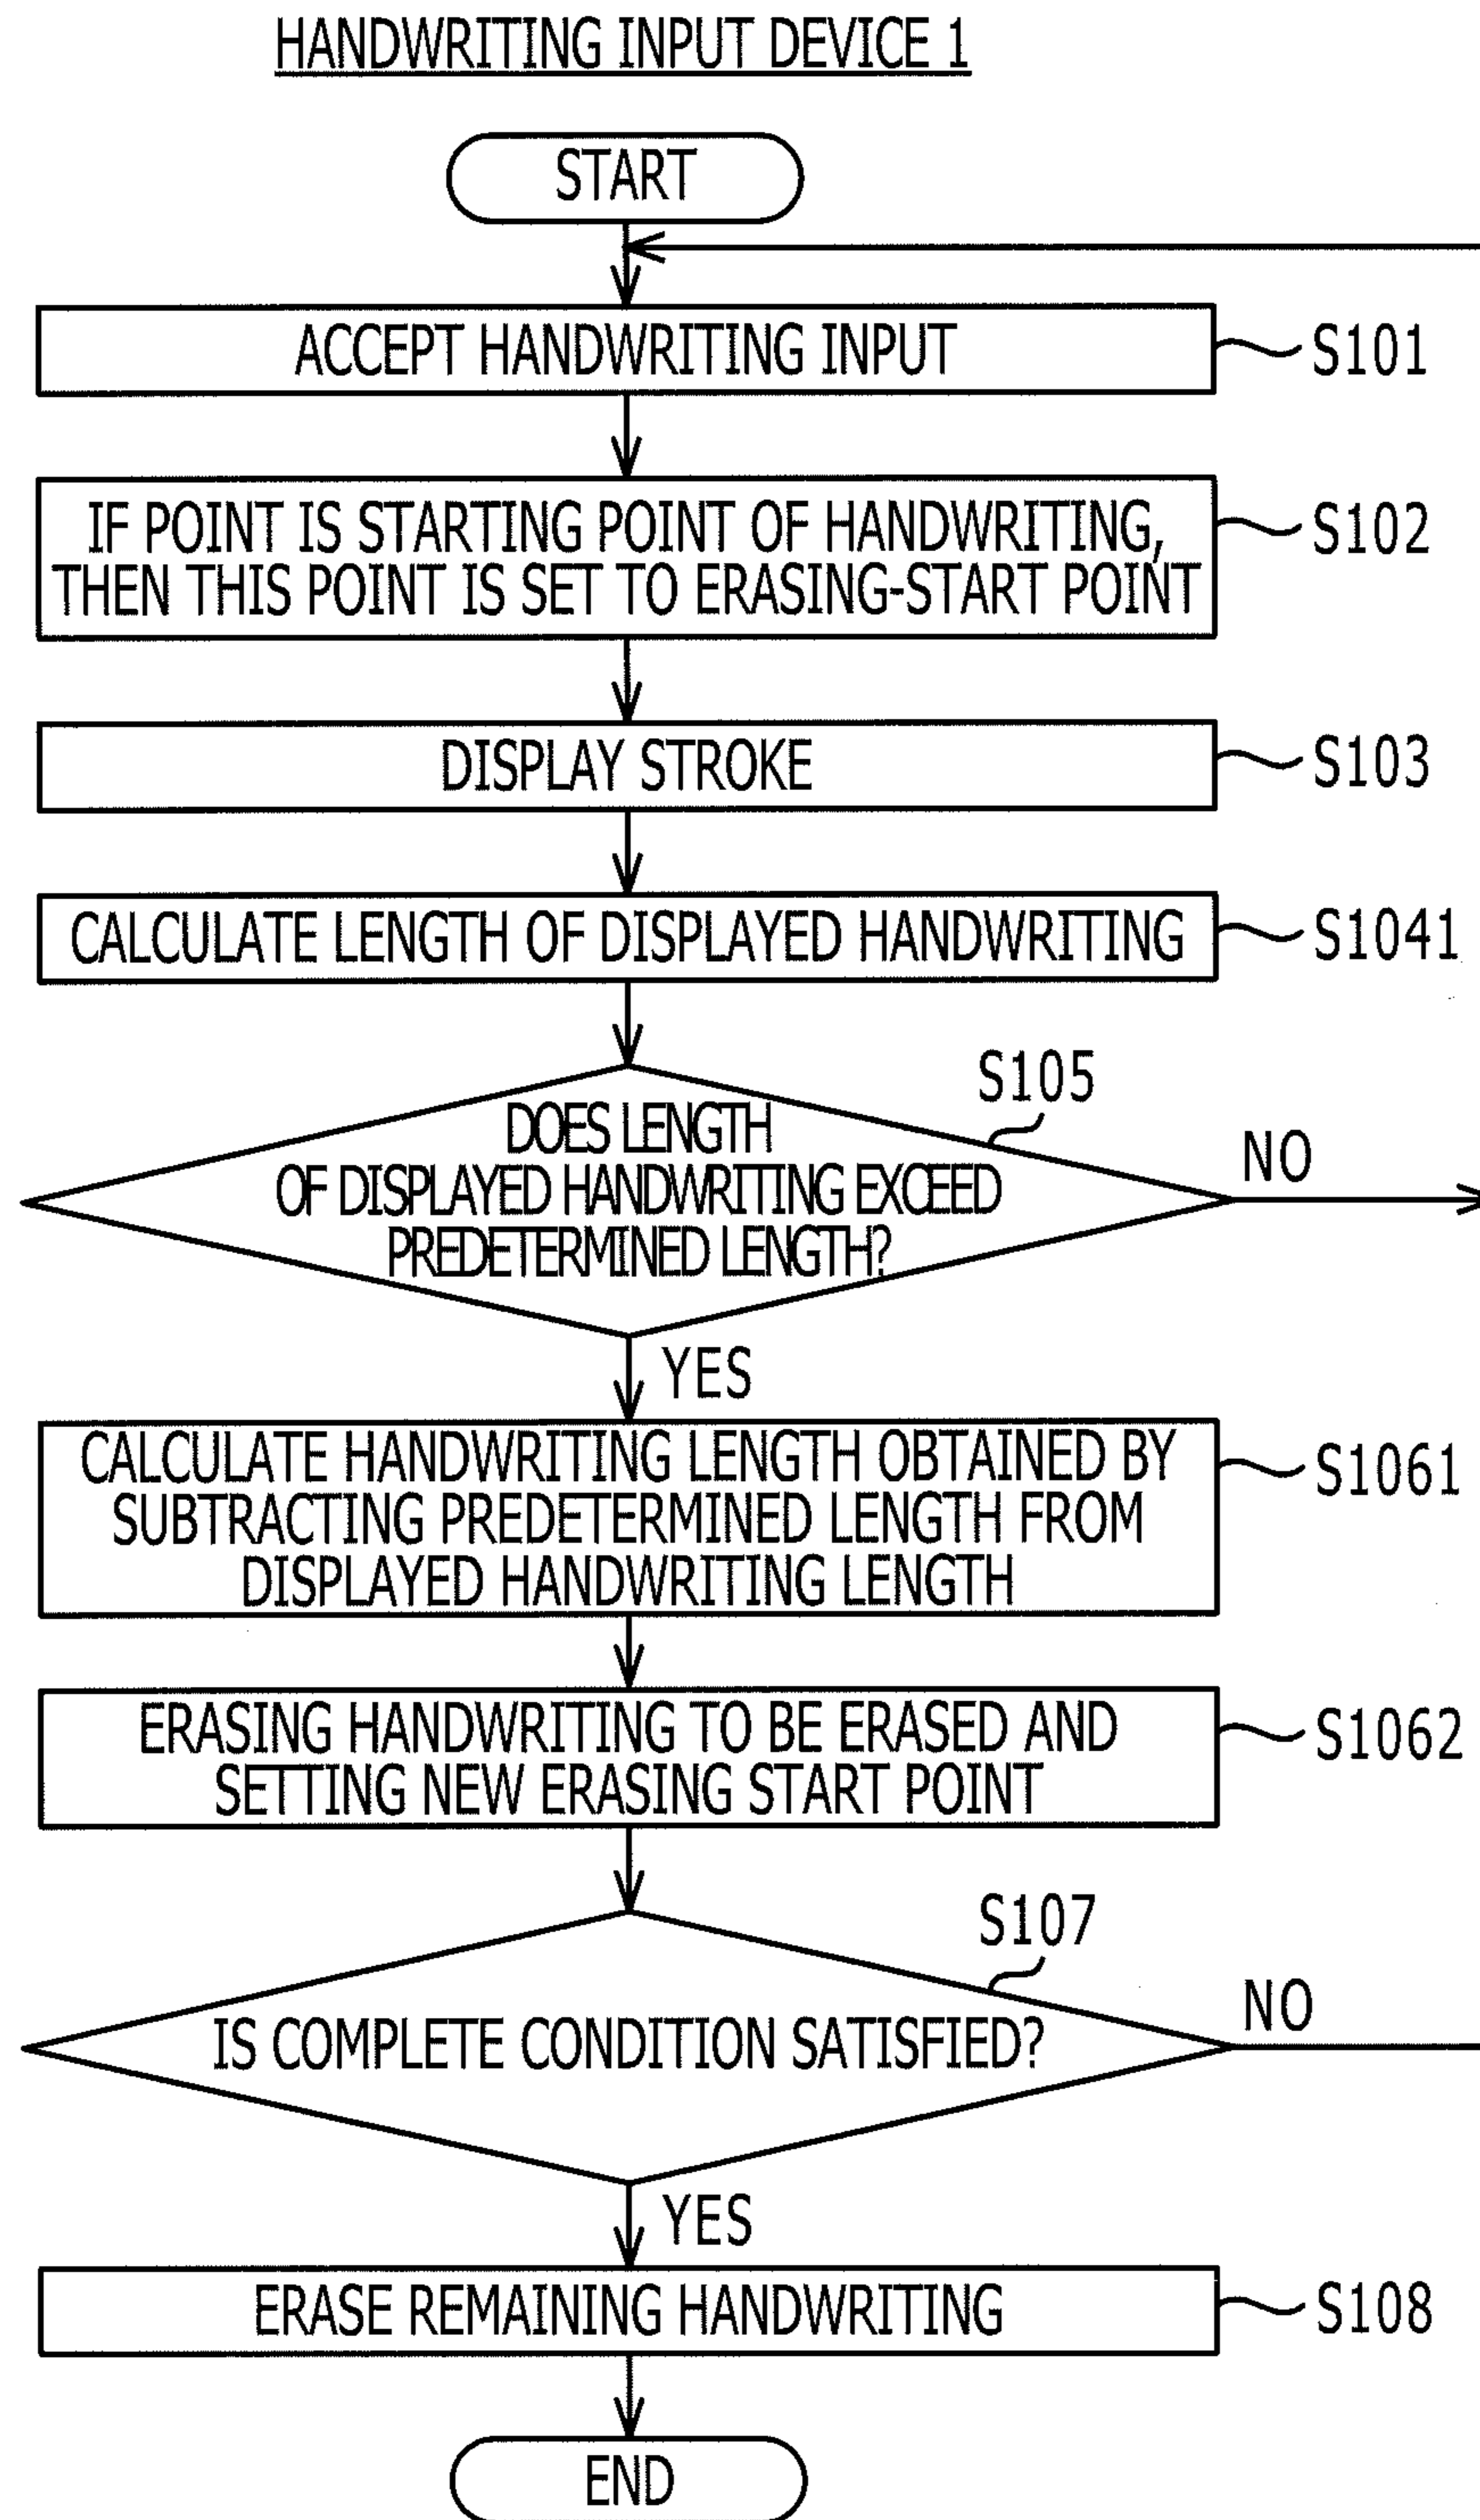 HANDWRITING INPUT DEVICE 1
START
ACCEPT HANDWRITING INPUT
S101
IF POINT IS STARTING POINT OF HANDWRITING,
THEN THIS POINT IS SET TO ERASING-START POINT
S102
DISPLAY STROKE
S103
CALCULATE LENGTH OF DISPLAYED HANDWRITING
S1041
S105
DOES LENGTH
OF DISPLAYED HANDWRITING EXCEED
PREDETERMINED LENGTH?
NO
YES
CALCULATE HANDWRITING LENGTH OBTAINED BY
SUBTRACTING PREDETERMINED LENGTH FROM
DISPLAYED HANDWRITING LENGTH
S1061
ERASING HANDWRITING TO BE ERASED AND
SETTING NEW ERASING START POINT
S1062
S107
IS COMPLETE CONDITION SATISFIED?
NO
YES
ERASE REMAINING HANDWRITING
S108
END